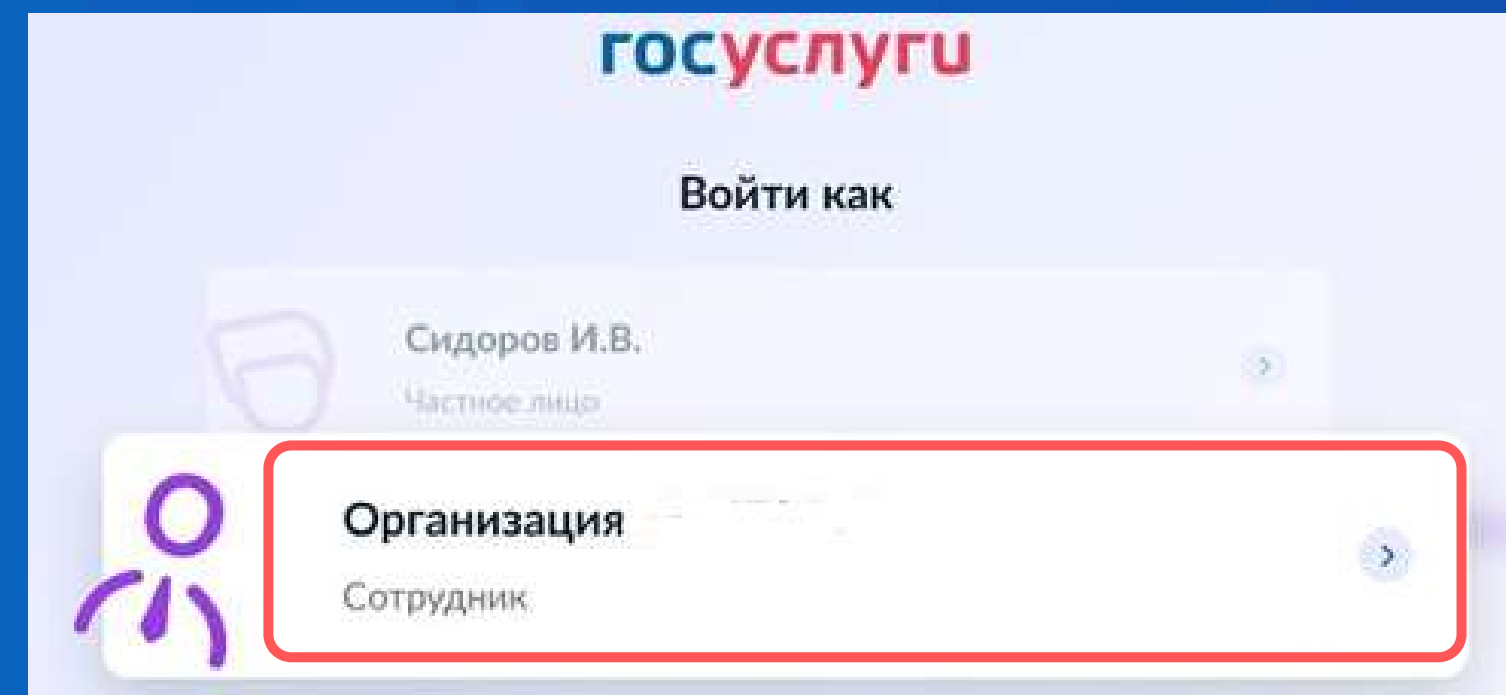 госуслуги
Войти как
Сидоров И.В.
Частное лицо
Организация
Сотрудник